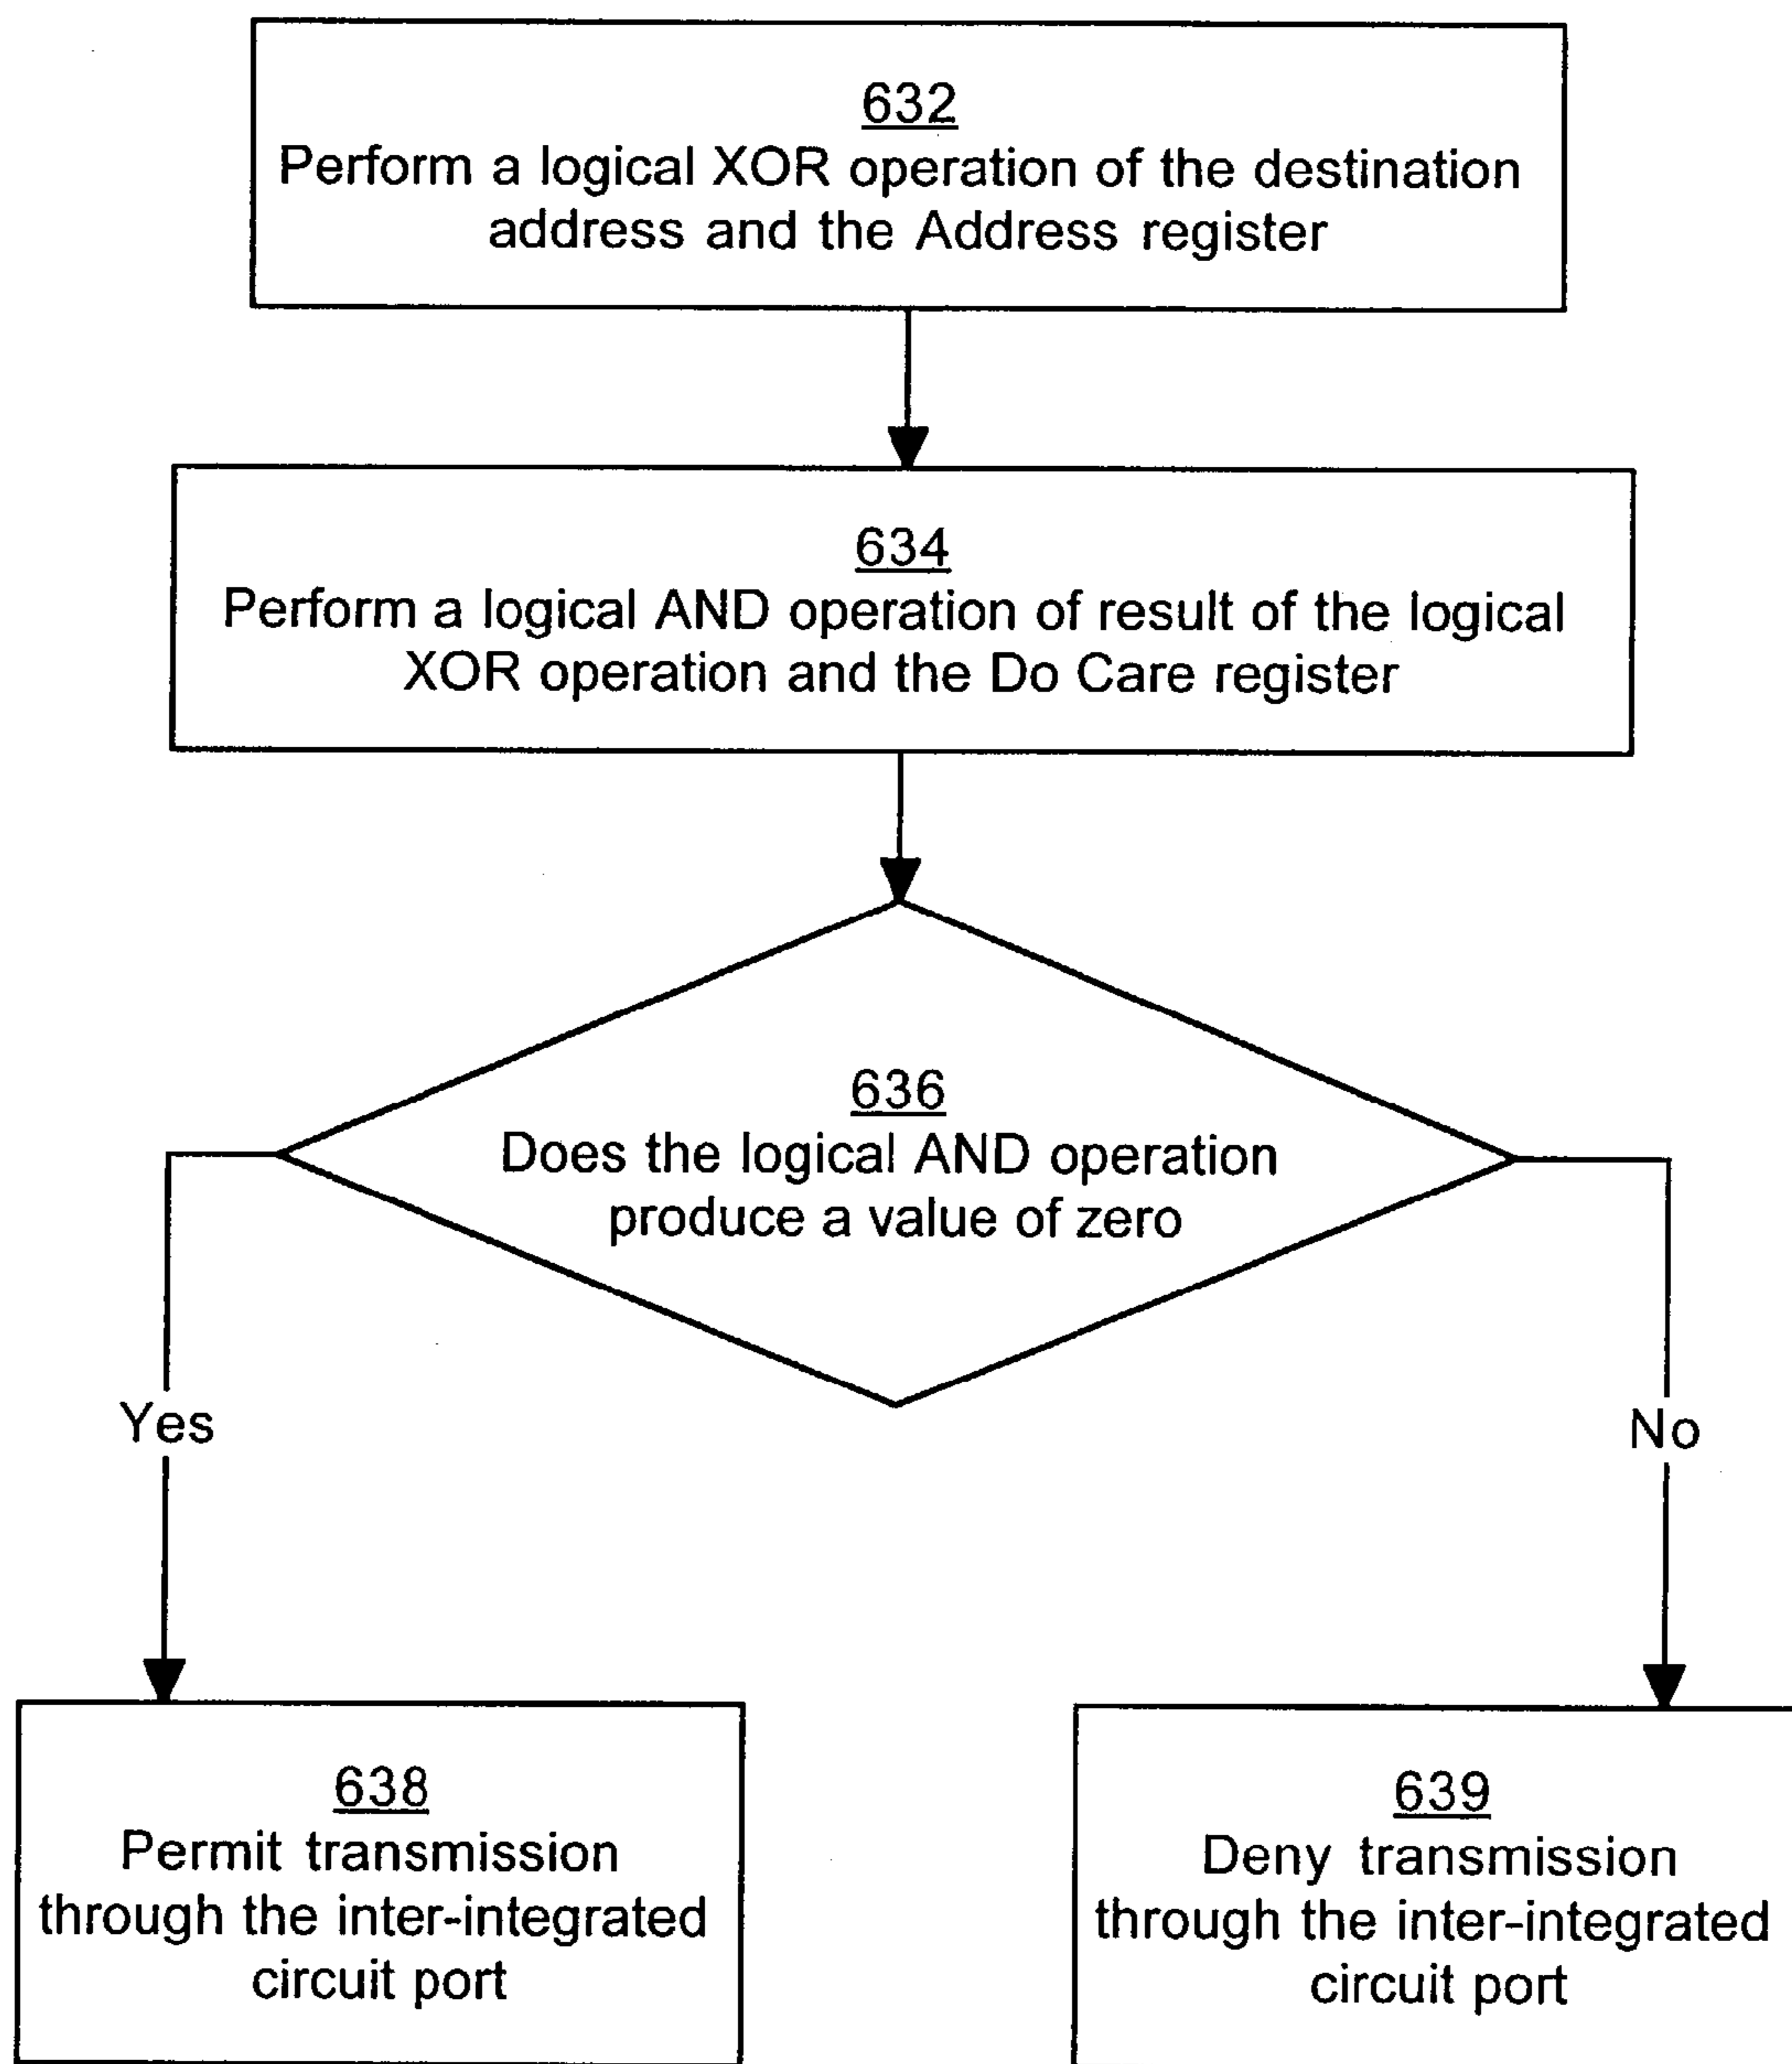 632
Perform a logical XOR operation of the destination
address and the Address register
634
Perform a logical AND operation of result of the logical
XOR operation and the Do Care register
636
Does the logical AND operation
produce a value of zero
Yes
No
638
Permit transmission
through the inter-integrated
circuit port
639
Deny transmission
through the inter-integrated
circuit port